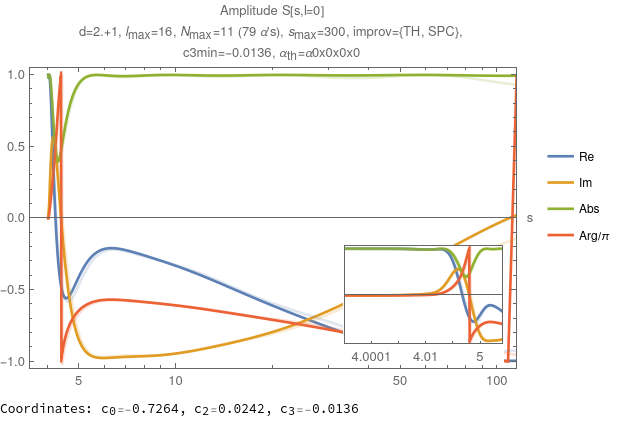 Amplitude S[s,l=0]
d=2.+1, lmax=16, Nmax=11 (79 α's), smax=300, improv={TH, SPC},
c3min=−0.0136, αth=α0x0x0x0
1.0
0.5
0.0
−0.5
−1.0
5
10
50
100
s
Re
Im
Abs
Arg/π
4.0001
4.01
5
Coordinates: c0=-0.7264, c2=0.0242, c3=-0.0136